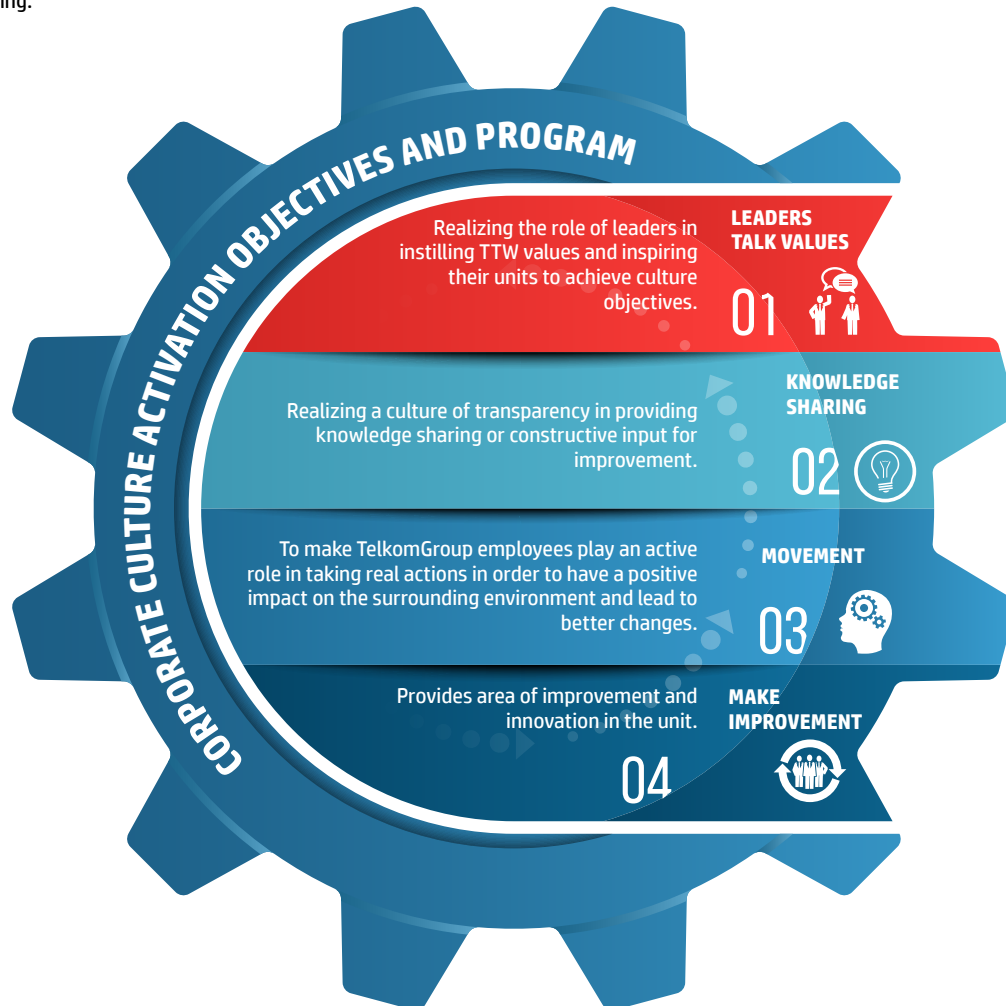 ing.
CORPORATE CULTURE ACTIVATION OBJECTIVES AND PROGRAM
Realizing the role of leaders in
instilling TTW values and inspiring
their units to achieve culture
objectives.
LEADERS
TALK VALUES
01
Realizing a culture of transparency in providing
knowledge sharing or constructive input for
improvement.
KNOWLEDGE
SHARING
02
To make TelkomGroup employees play an active
role in taking real actions in order to have a positive
impact on the surrounding environment and lead to
better changes.
MOVEMENT
03
Provides area of improvement and
innovation in the unit.
MAKE
IMPROVEMENT
04